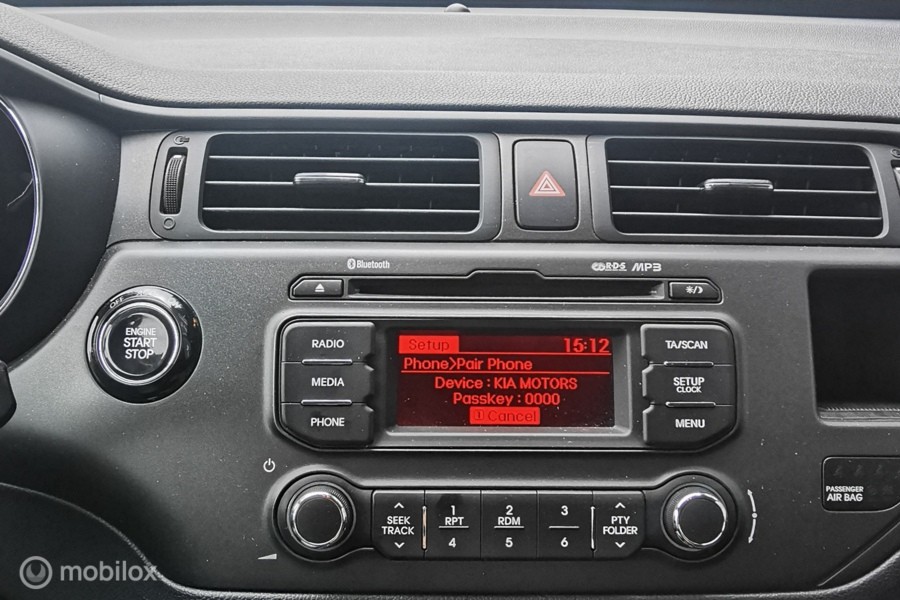 Bluetooth
R·D·S MP3
OFF
ENGINE
START
STOP
RADIO
MEDIA
PHONE
Setup 15:12
Phone>Pair Phone
Device : KIA MOTORS
Passkey : 0000
1 Cancel
TA/SCAN
SETUP
CLOCK
MENU
SEEK
TRACK
1
RPT
4
2
RDM
5
3
6
PTY
FOLDER
PASSENGER
AIR BAG
mobilox